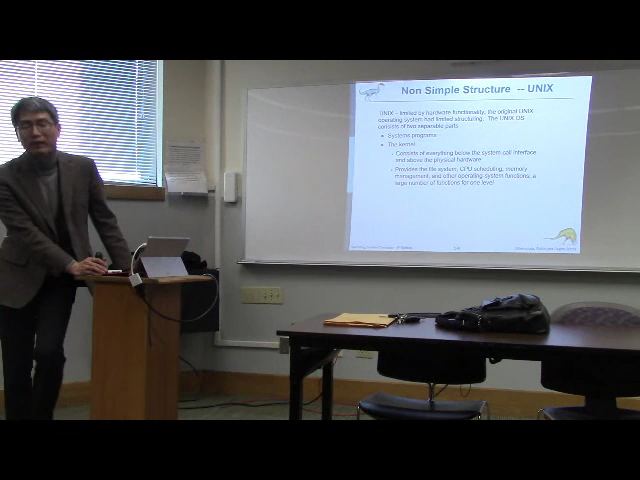 Non Simple Structure -- UNIX
UNIX – limited by hardware functionality, the original UNIX
operating system had limited structuring. The UNIX OS
consists of two separable parts
Systems programs
The kernel
Consists of everything below the system-call interface
and above the physical hardware
Provides the file system, CPU scheduling, memory
management, and other operating-system functions; a
large number of functions for one level